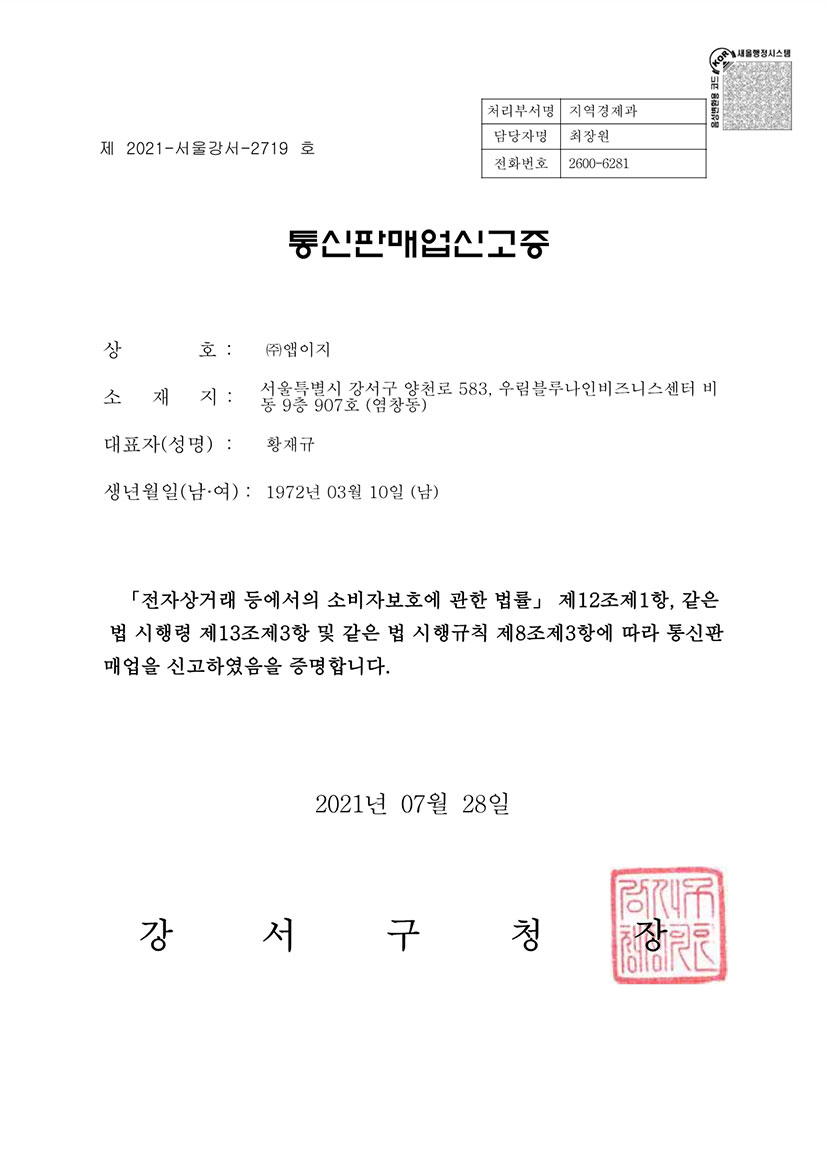 새올행정시스템
KOR
음성변환용 코드
처리부서명 지역경제과
담당자명 최장원
전화번호 2600-6281
제 2021-서울강서-2719 호
통신판매업신고증
상 호 : ㈜앱이지
소 재 지 : 서울특별시 강서구 양천로 583, 우림블루나인비즈니스센터 비
동 9층 907호 (염창동)
대표자(성명) : 황재규
생년월일(남·여) : 1972년 03월 10일 (남)
「전자상거래 등에서의 소비자보호에 관한 법률」 제12조제1항, 같은
법 시행령 제13조제3항 및 같은 법 시행규칙 제8조제3항에 따라 통신판
매업을 신고하였음을 증명합니다.
2021년 07월 28일
강 서 구 청 장